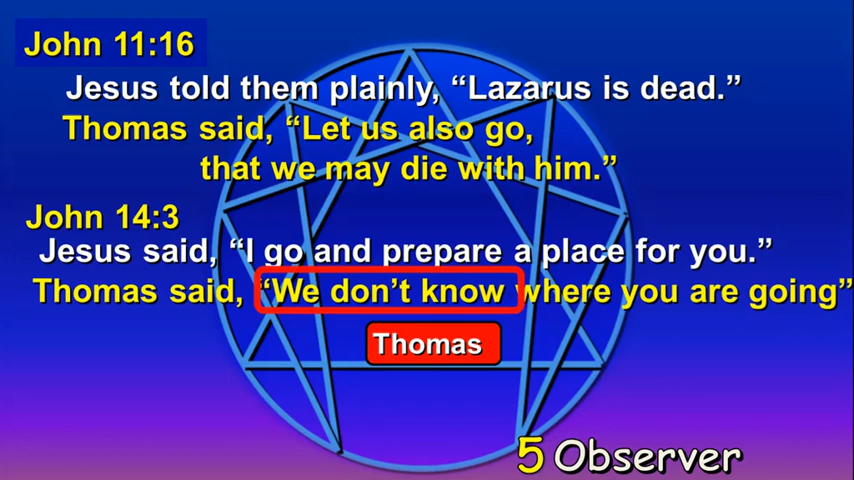 John 11:16
Jesus told them plainly, “Lazarus is dead.”
Thomas said, “Let us also go,
that we may die with him.”
John 14:3
Jesus said, “I go and prepare a place for you.”
Thomas said, “We don’t know where you are going”
Thomas
5 Observer